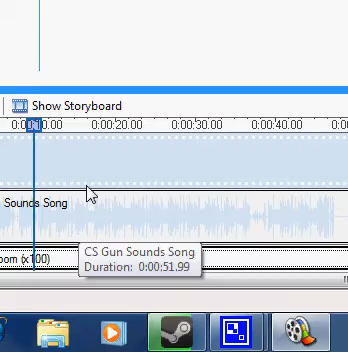 Show Storyboard
0:00:20.00 0:00:30.00 0:00:40.00
Sounds Song
CS Gun Sounds Song
Duration: 0:00:51.99
oom (x100)